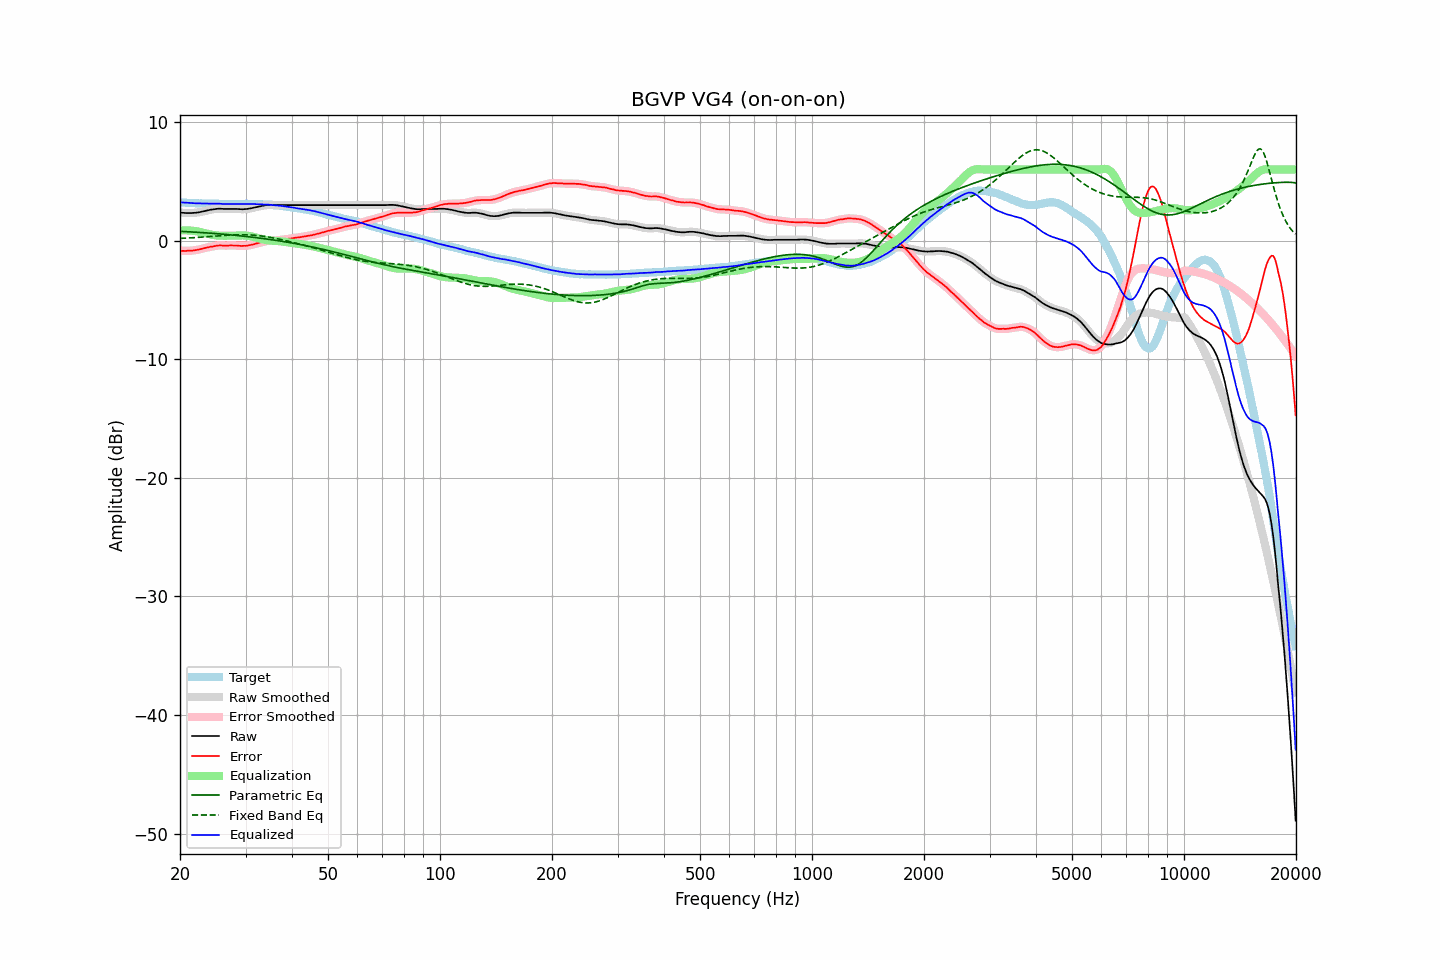 BGVP VG4 (on-on-on)
10
0
−10
−20
−30
−40
−50
Amplitude (dBr)
Target
Raw Smoothed
Error Smoothed
Raw
Error
Equalization
Parametric Eq
Fixed Band Eq
Equalized
20
50
100
200
500
1000
2000
5000
10000
20000
Frequency (Hz)